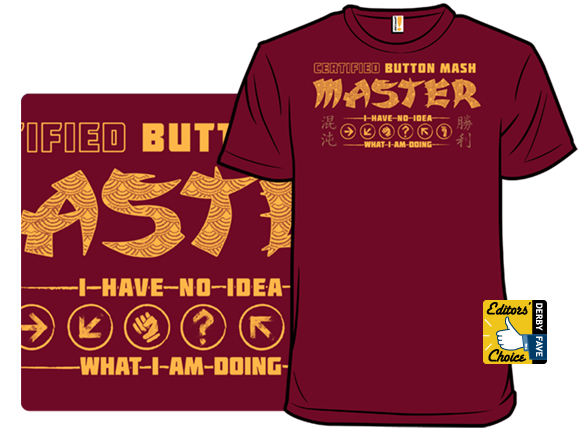 CERTIFIED BUTTON MASH
MASTER
I-HAVE-NO-IDEA
WHAT-I-AM-DOING
混沌
勝利
TIFIED BUTT
ASTE
I-HAVE-NO-IDEA
?
WHAT-I-AM-DOING
Editors'
Choice
DERBY FAVE